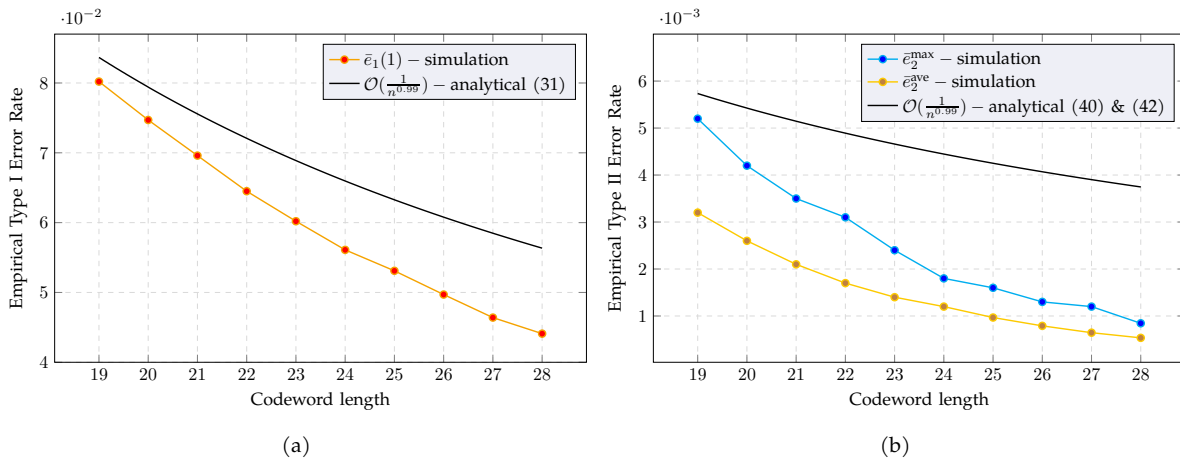 ·10⁻²
Empirical Type I Error Rate
8
7
6
5
4
ē₁(1) – simulation
𝒪(1/n^0.99) – analytical (31)
19 20 21 22 23 24 25 26 27 28
Codeword length
(a)
·10⁻³
Empirical Type II Error Rate
6
5
4
3
2
1
ē₂^max – simulation
ē₂^ave – simulation
𝒪(1/n^0.99) – analytical (40) & (42)
19 20 21 22 23 24 25 26 27 28
Codeword length
(b)